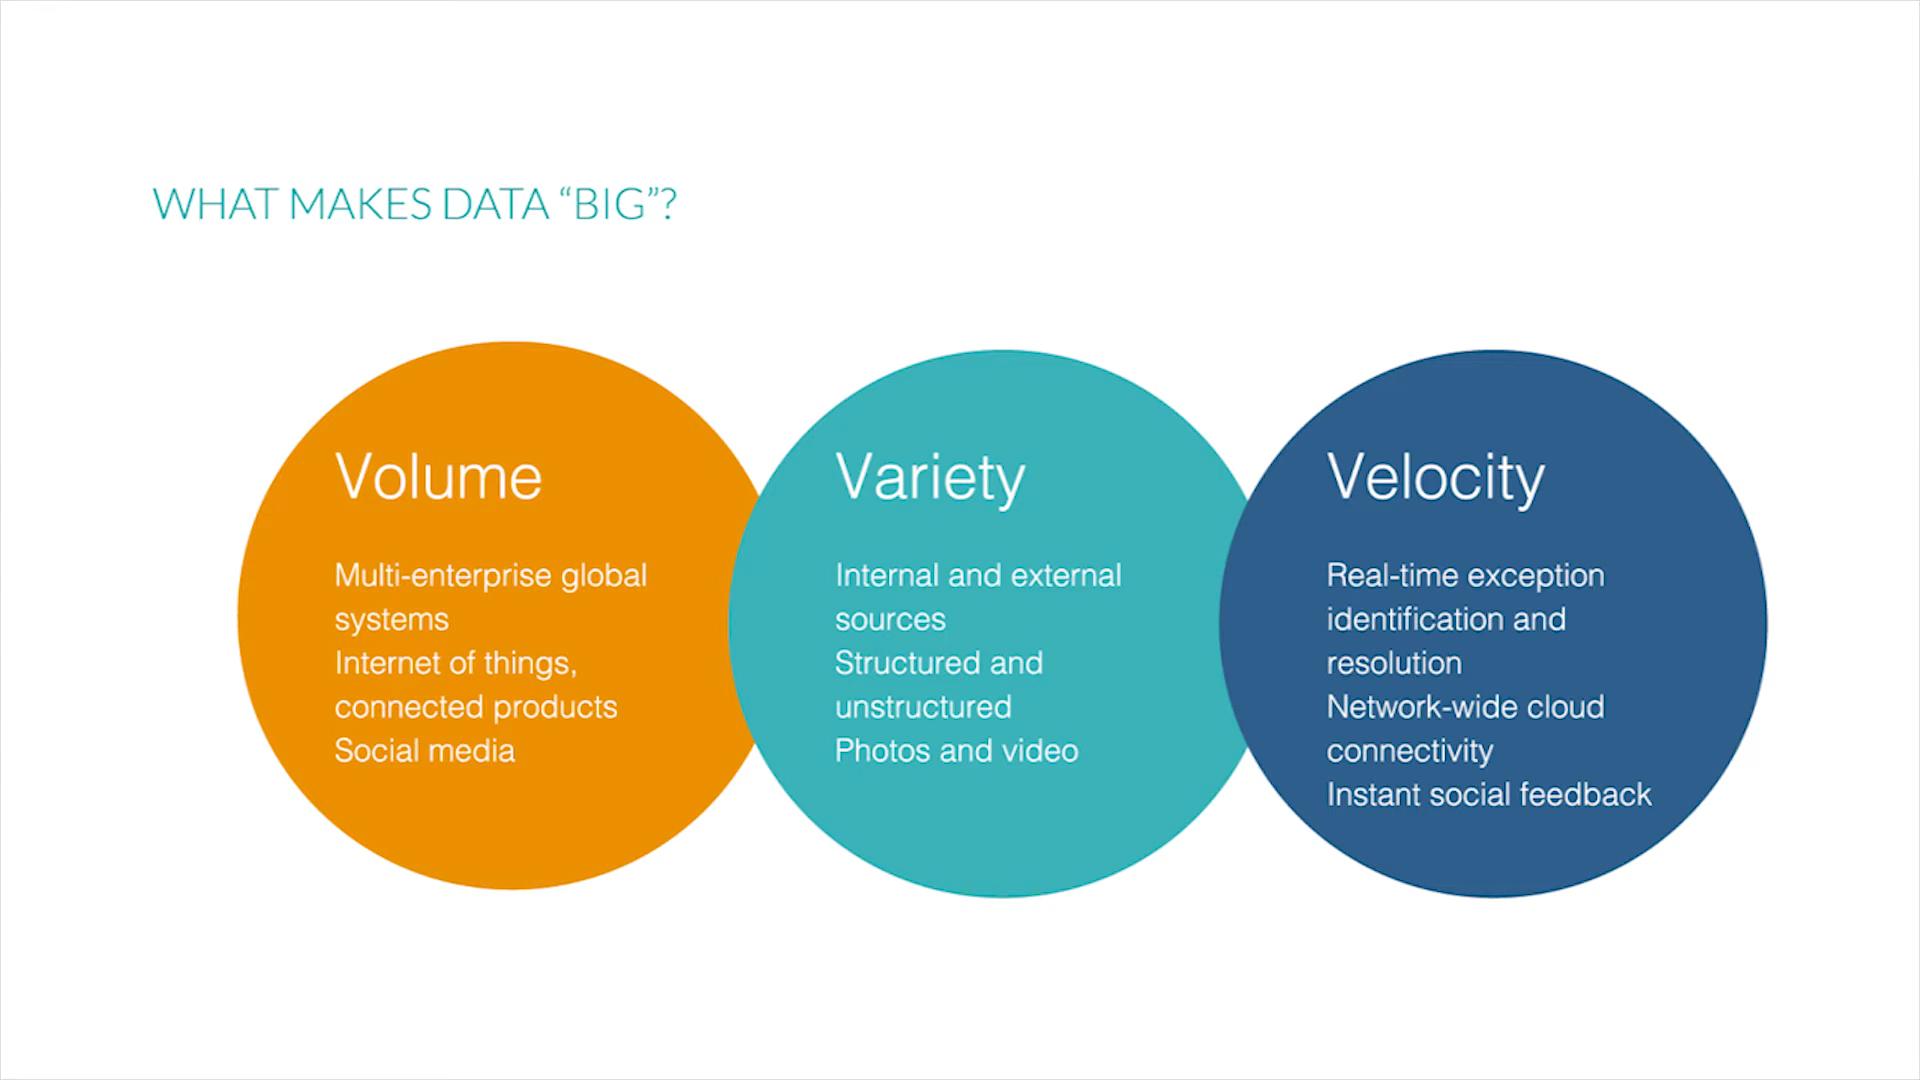 WHAT MAKES DATA “BIG”?
Volume
Multi-enterprise global
systems
Internet of things,
connected products
Social media
Variety
Internal and external
sources
Structured and
unstructured
Photos and video
Velocity
Real-time exception
identification and
resolution
Network-wide cloud
connectivity
Instant social feedback